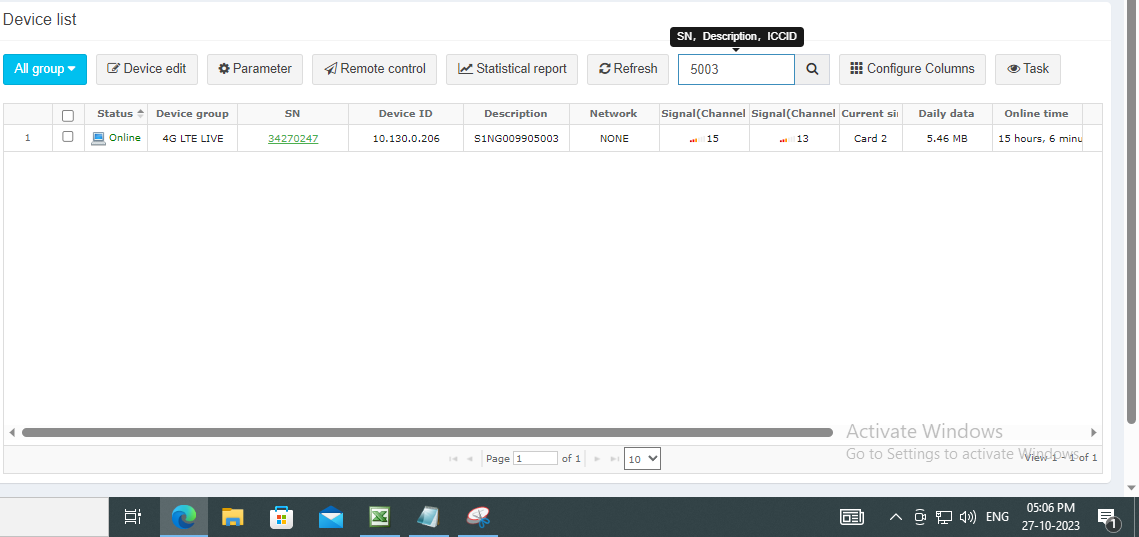 Device list
SN, Description, ICCID
All group Device edit Parameter Remote control Statistical report Refresh 5003 Configure Columns Task
Status Device group SN Device ID Description Network Signal(Channel Signal(Channel Current si Daily data Online time
1 Online 4G LTE LIVE 34270247 10.130.0.206 S1NG009905003 NONE 15 13 Card 2 5.46 MB 15 hours, 6 minu
Activate Windows
Go to Settings to activate Windows.
Page 1 of 1 10 View 1 - 1 of 1
ENG 05:06 PM
27-10-2023 1